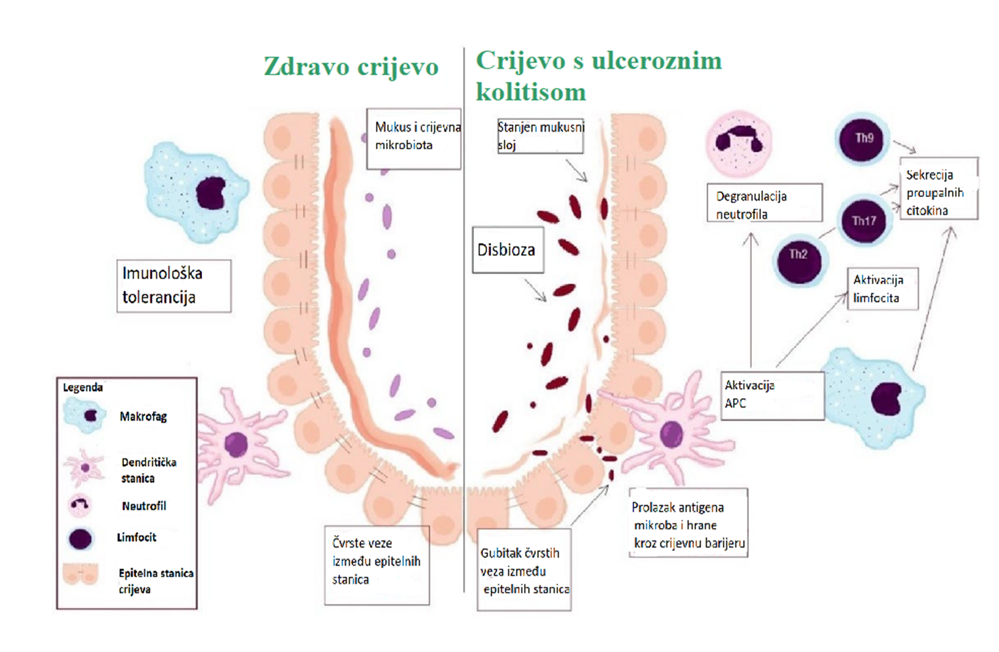 Zdravo crijevo
Crijevo s ulceroznim
kolitisom
Mukus i crijevna
mikrobiota
Stanjen mukusni
sloj
Th9
Sekrecija
proupalnih
citokina
Degranulacija
neutrofila
Th17
Th2
Disbioza
Imunološka
tolerancija
Aktivacija
limfocita
Aktivacija
APC
Legenda
Makrofag
Dendritička
stanica
Neutrofil
Limfocit
Epitelna stanica
crijeva
Čvrste veze
između epitelnih
stanica
Gubitak čvrstih
veza između
epitelnih stanica
Prolazak antigena
mikroba i hrane
kroz crijevnu barijeru